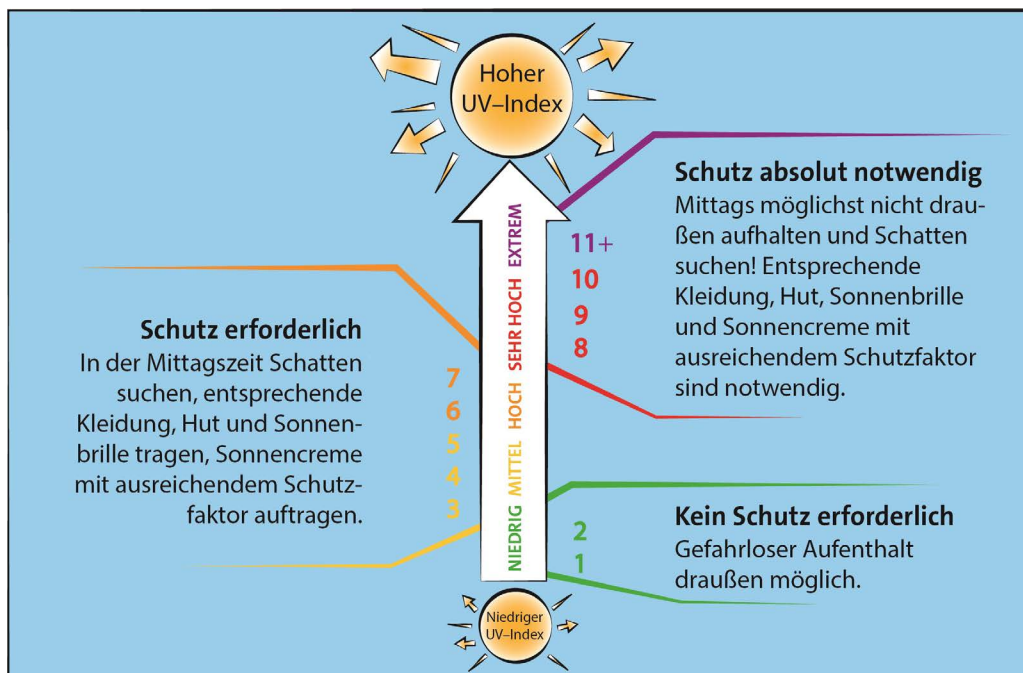 Hoher
UV–Index
Schutz absolut notwendig
Mittags möglichst nicht drau-
ßen aufhalten und Schatten
suchen! Entsprechende
Kleidung, Hut, Sonnenbrille
und Sonnencreme mit
ausreichendem Schutzfaktor
sind notwendig.
11+
10
9
8
EXTREM
SEHR HOCH
HOCH
MITTEL
NIEDRIG
Schutz erforderlich
In der Mittagszeit Schatten
suchen, entsprechende
Kleidung, Hut und Sonnen-
brille tragen, Sonnencreme
mit ausreichendem Schutz-
faktor auftragen.
7
6
5
4
3
Kein Schutz erforderlich
Gefahrloser Aufenthalt
draußen möglich.
2
1
Niedriger
UV–Index